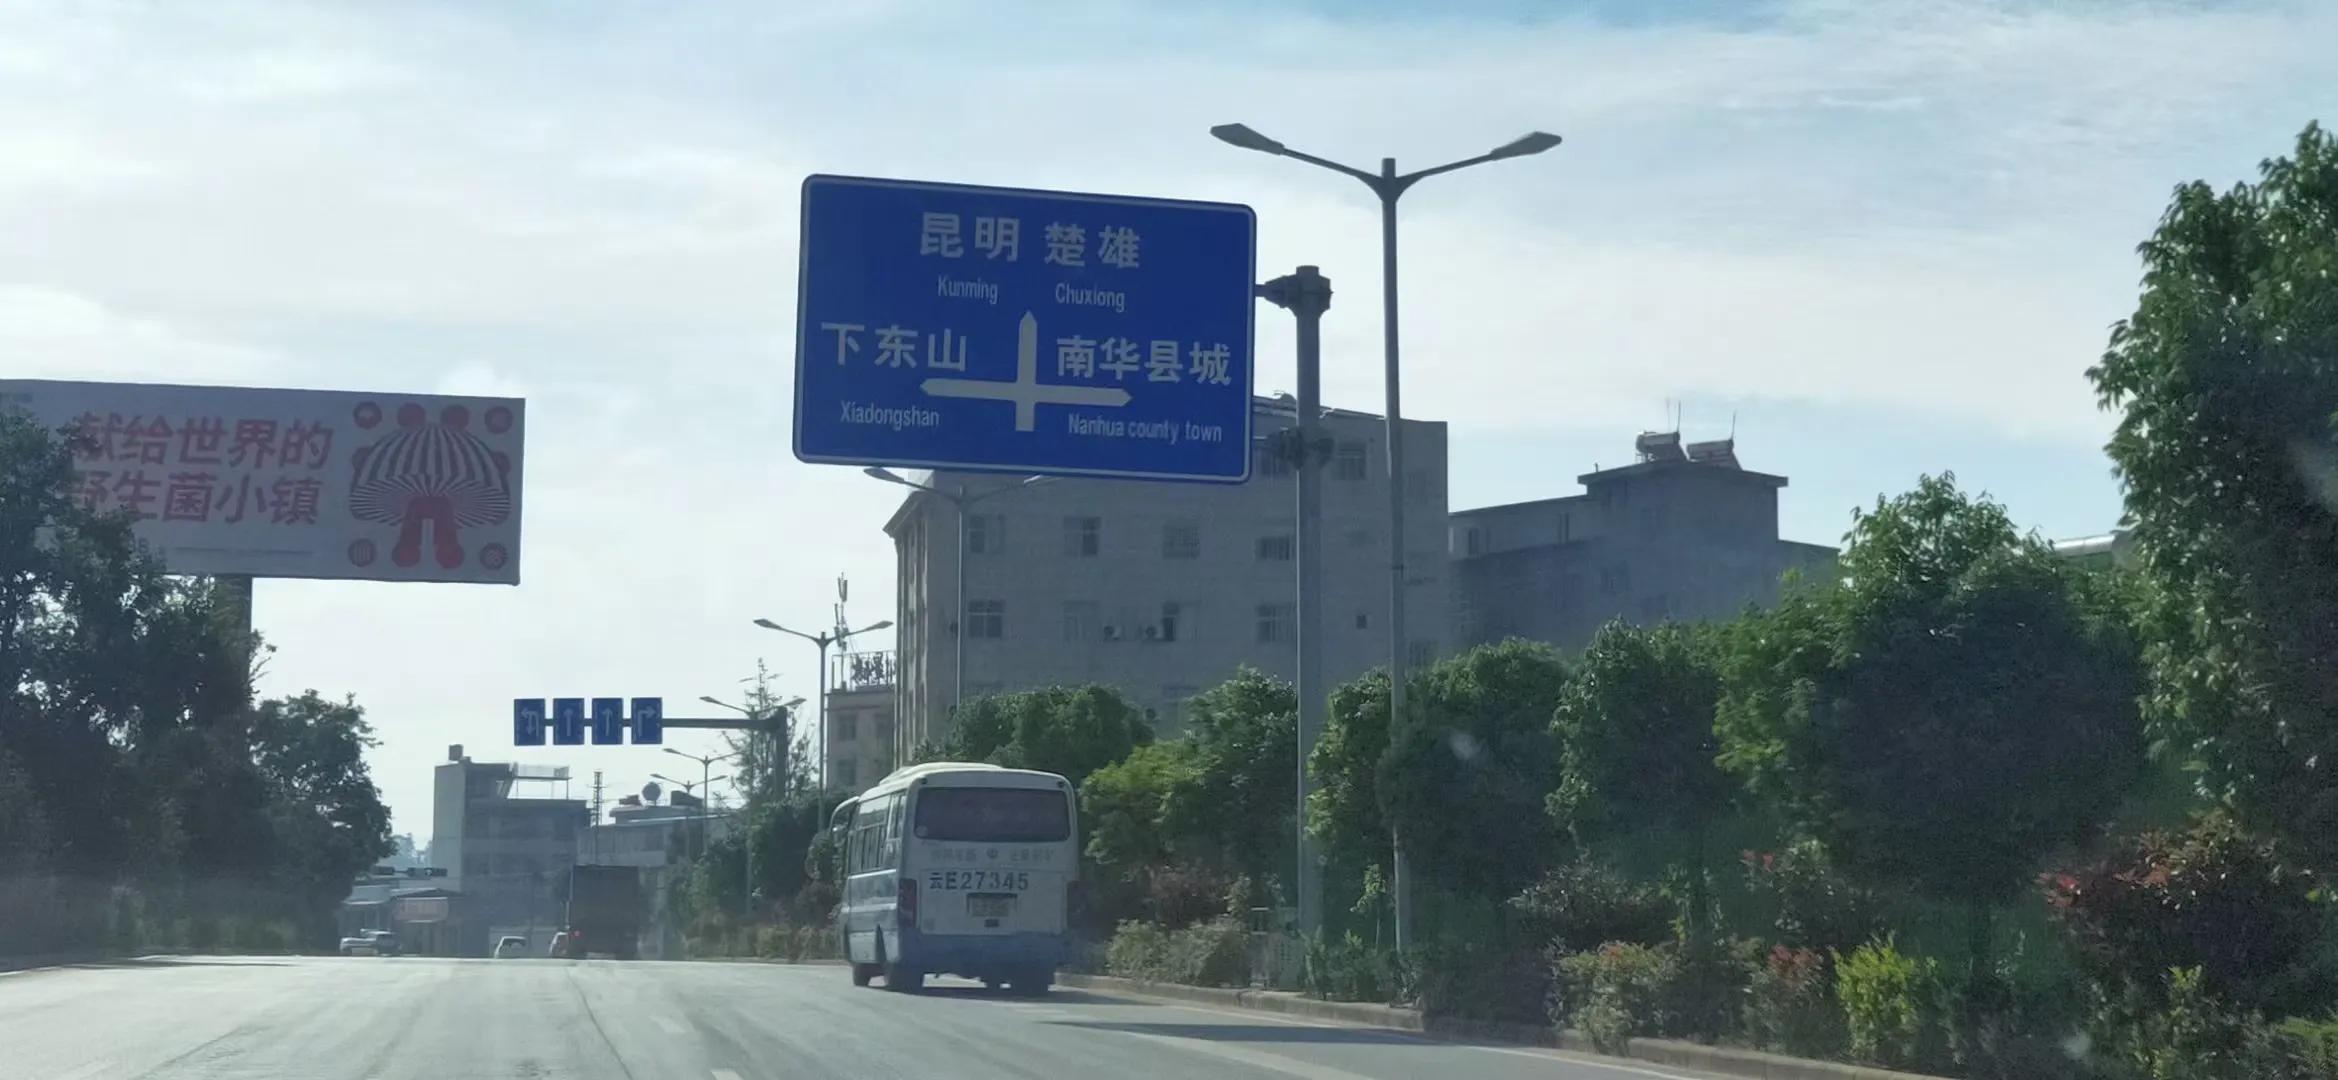 昆明 楚雄
Kunming Chuxiong
下东山 南华县城
Xiadongshan Nanhua county town
献给世界的
野生菌小镇
云E27345